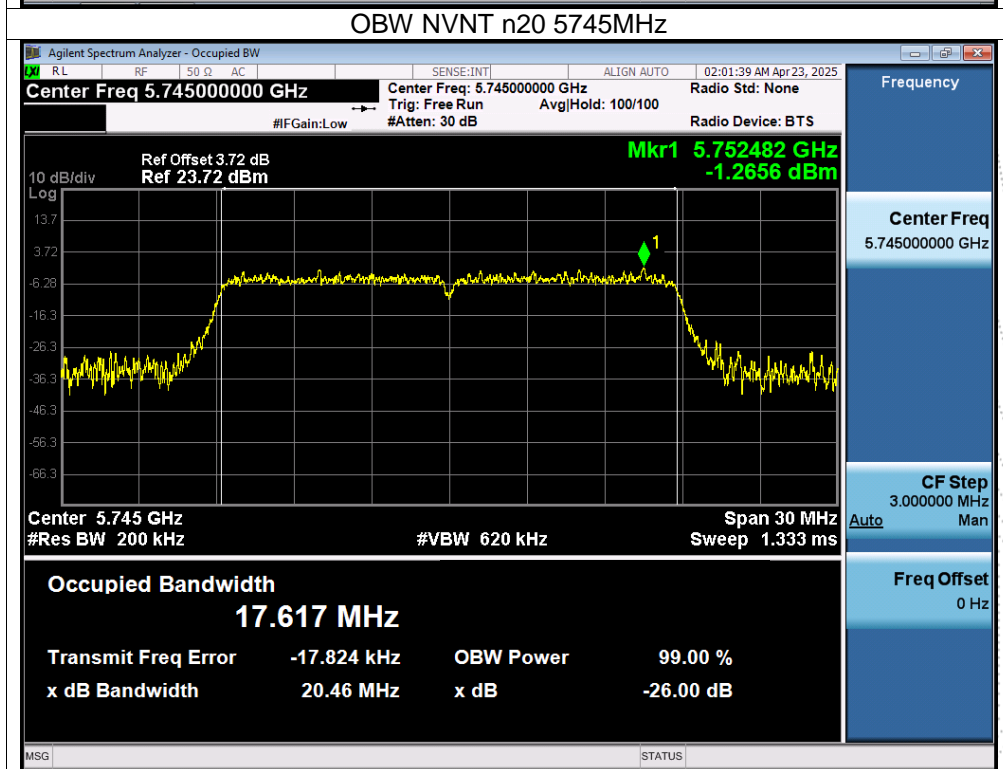 OBW NVNT n20 5745MHz
Agilent Spectrum Analyzer - Occupied BW
LXI RL RF 50 Ω AC SENSE:INT ALIGN AUTO 02:01:39 AM Apr 23, 2025
Center Freq 5.745000000 GHz
Center Freq: 5.745000000 GHz Radio Std: None
Trig: Free Run Avg|Hold: 100/100
#IFGain:Low #Atten: 30 dB Radio Device: BTS
Mkr1 5.752482 GHz
-1.2656 dBm
Ref Offset 3.72 dB
10 dB/div Ref 23.72 dBm
Log
13.7
3.72
-6.28
-16.3
-26.3
-36.3
-46.3
-56.3
-66.3
1
Center 5.745 GHz Span 30 MHz
#Res BW 200 kHz #VBW 620 kHz Sweep 1.333 ms
Occupied Bandwidth
17.617 MHz
Transmit Freq Error -17.824 kHz OBW Power 99.00 %
x dB Bandwidth 20.46 MHz x dB -26.00 dB
MSG STATUS
Frequency
Center Freq
5.745000000 GHz
CF Step
3.000000 MHz
Auto Man
Freq Offset
0 Hz